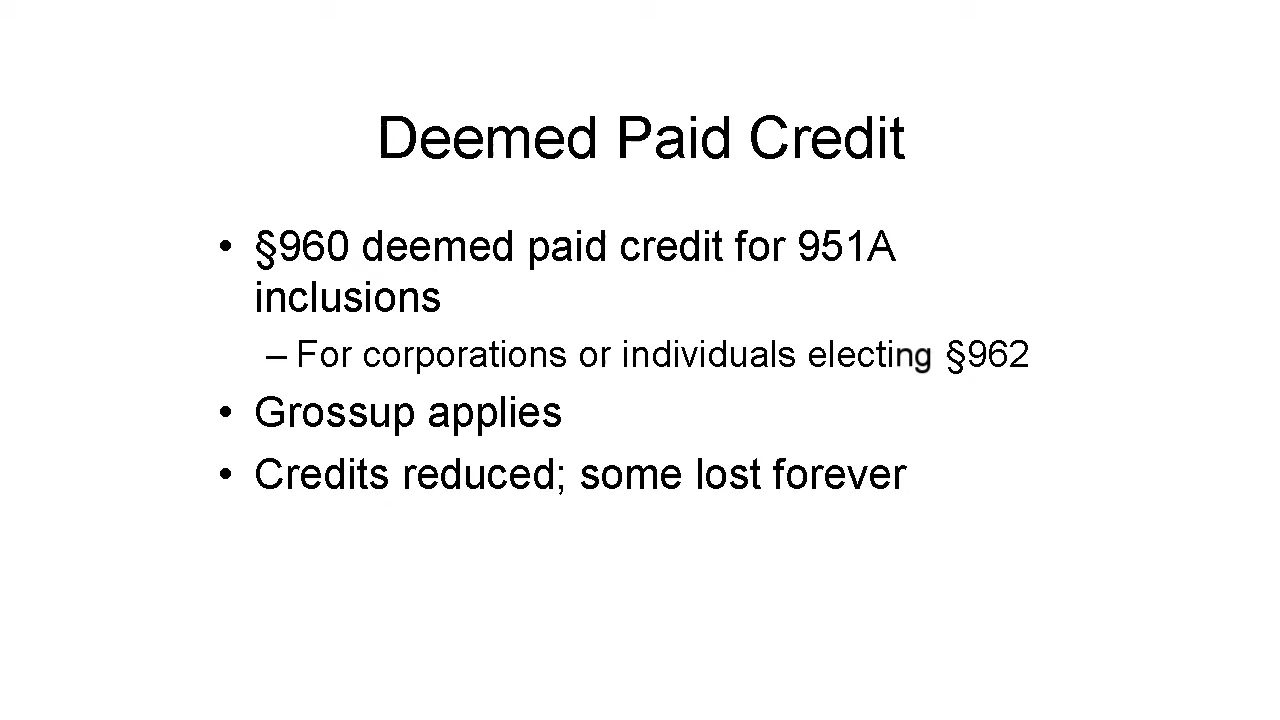 Deemed Paid Credit
• §960 deemed paid credit for 951A
inclusions
– For corporations or individuals electing §962
• Grossup applies
• Credits reduced; some lost forever